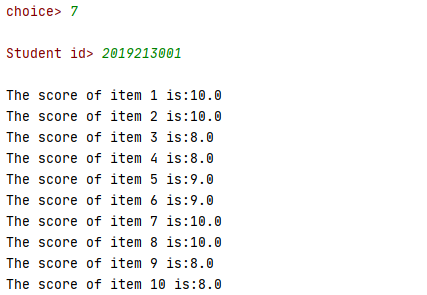 choice> 7
Student id> 2019213001
The score of item 1 is:10.0
The score of item 2 is:10.0
The score of item 3 is:8.0
The score of item 4 is:8.0
The score of item 5 is:9.0
The score of item 6 is:9.0
The score of item 7 is:10.0
The score of item 8 is:10.0
The score of item 9 is:8.0
The score of item 10 is:8.0